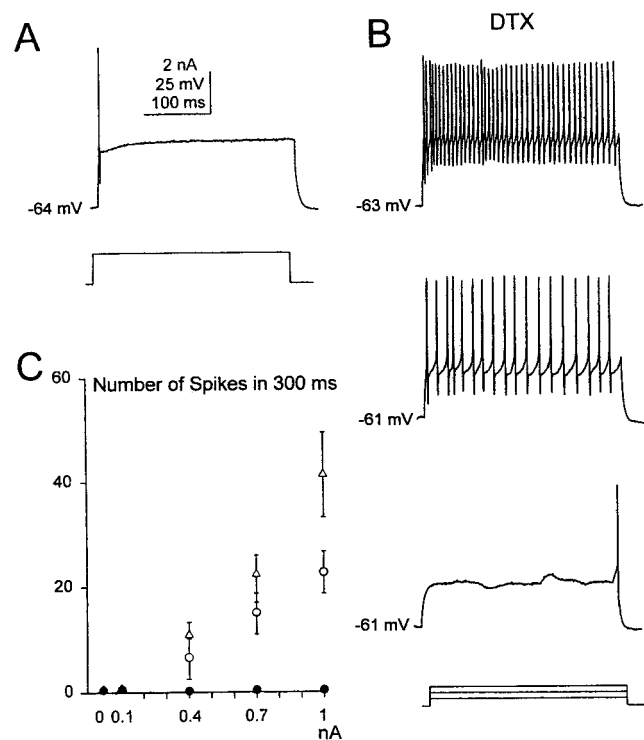 A
2 nA
25 mV
100 ms
-64 mV
B
DTX
-63 mV
-61 mV
-61 mV
C
Number of Spikes in 300 ms
60
40
20
0
0 0.1 0.4 0.7 1
nA